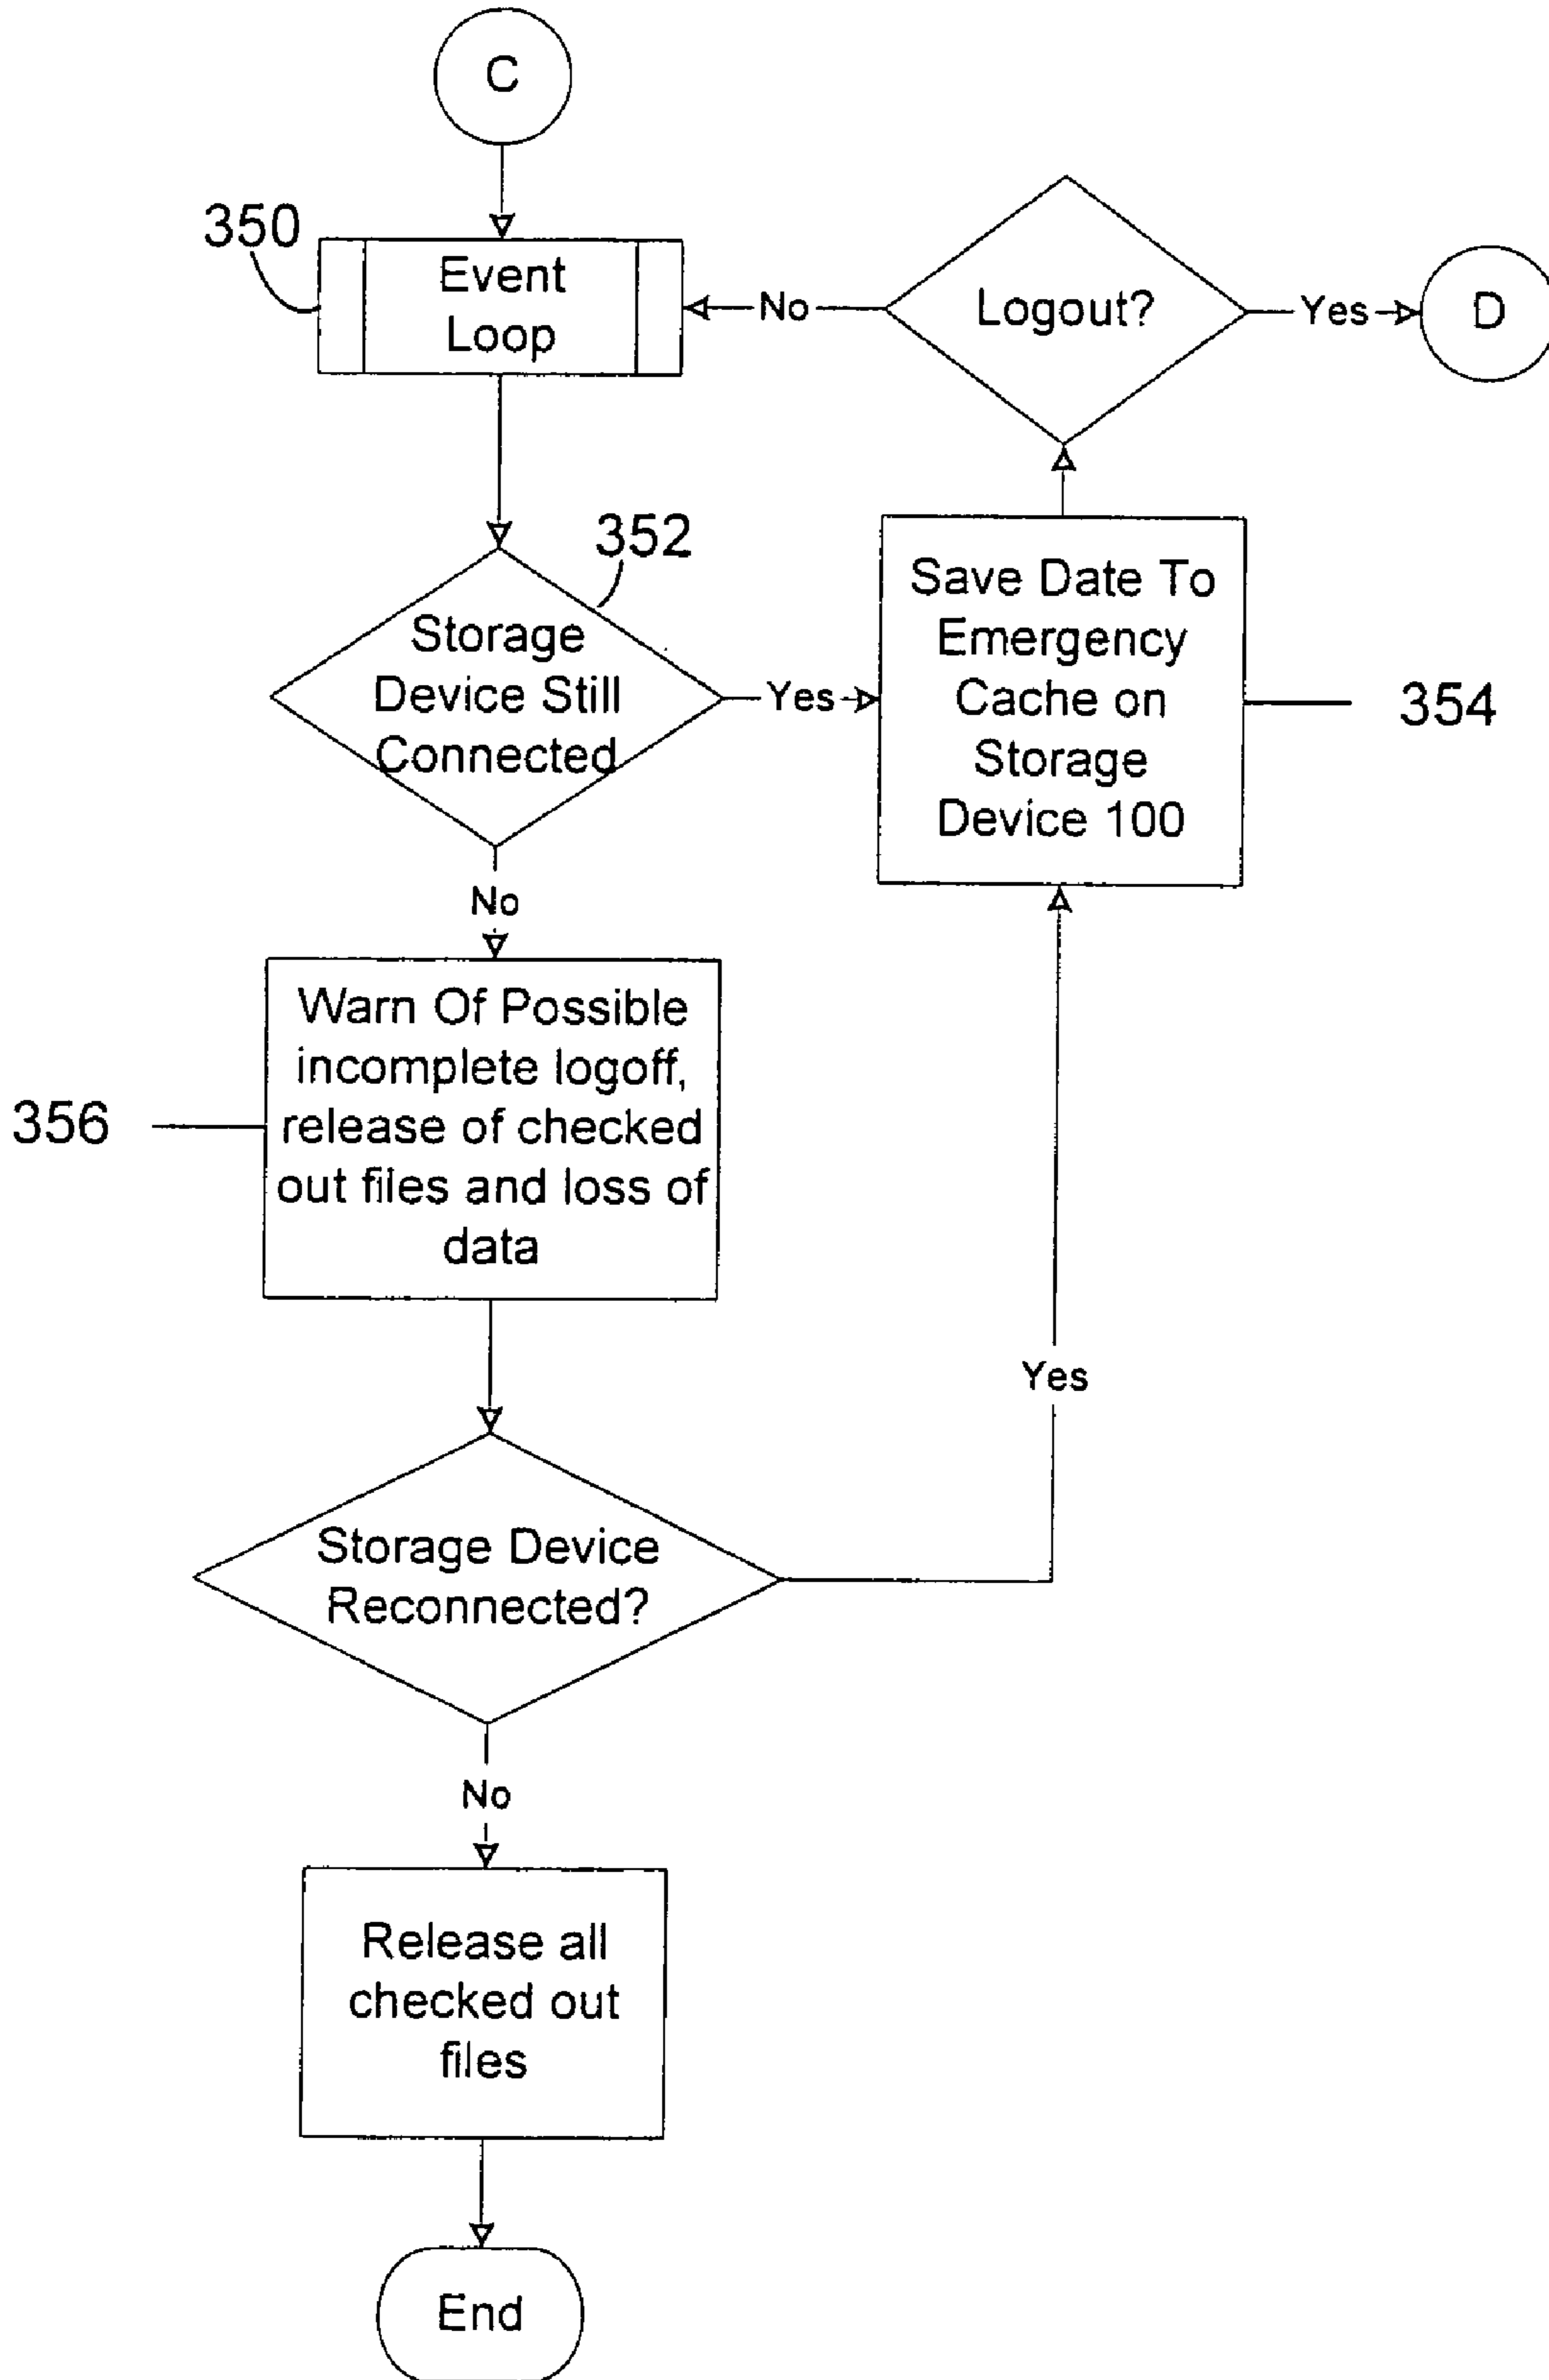 C
350
Event
Loop
No
Logout?
Yes
D
352
Storage
Device Still
Connected
Yes
Save Date To
Emergency
Cache on
Storage
Device 100
354
No
Warn Of Possible
incomplete logoff,
release of checked
out files and loss of
data
356
Yes
Storage Device
Reconnected?
No
Release all
checked out
files
End